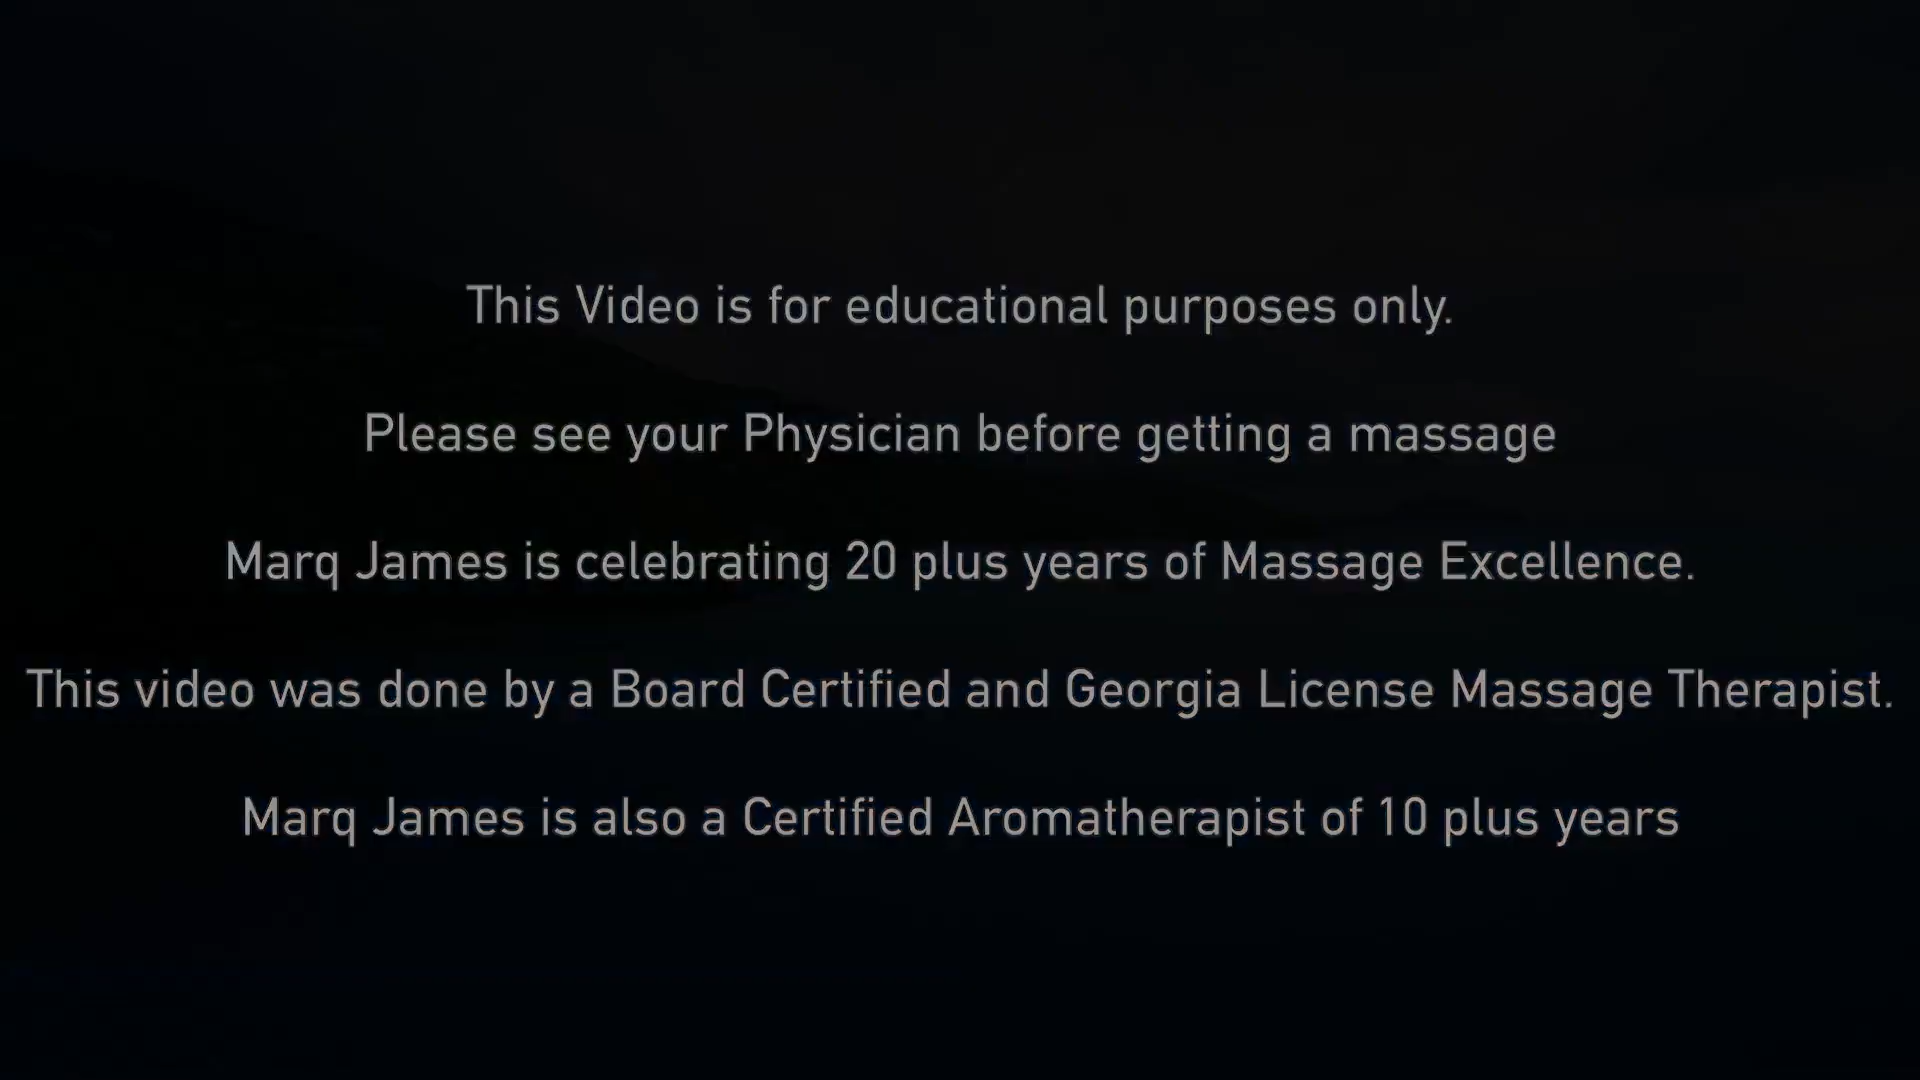 This Video is for educational purposes only.
Please see your Physician before getting a massage
Marq James is celebrating 20 plus years of Massage Excellence.
This video was done by a Board Certified and Georgia License Massage Therapist.
Marq James is also a Certified Aromatherapist of 10 plus years